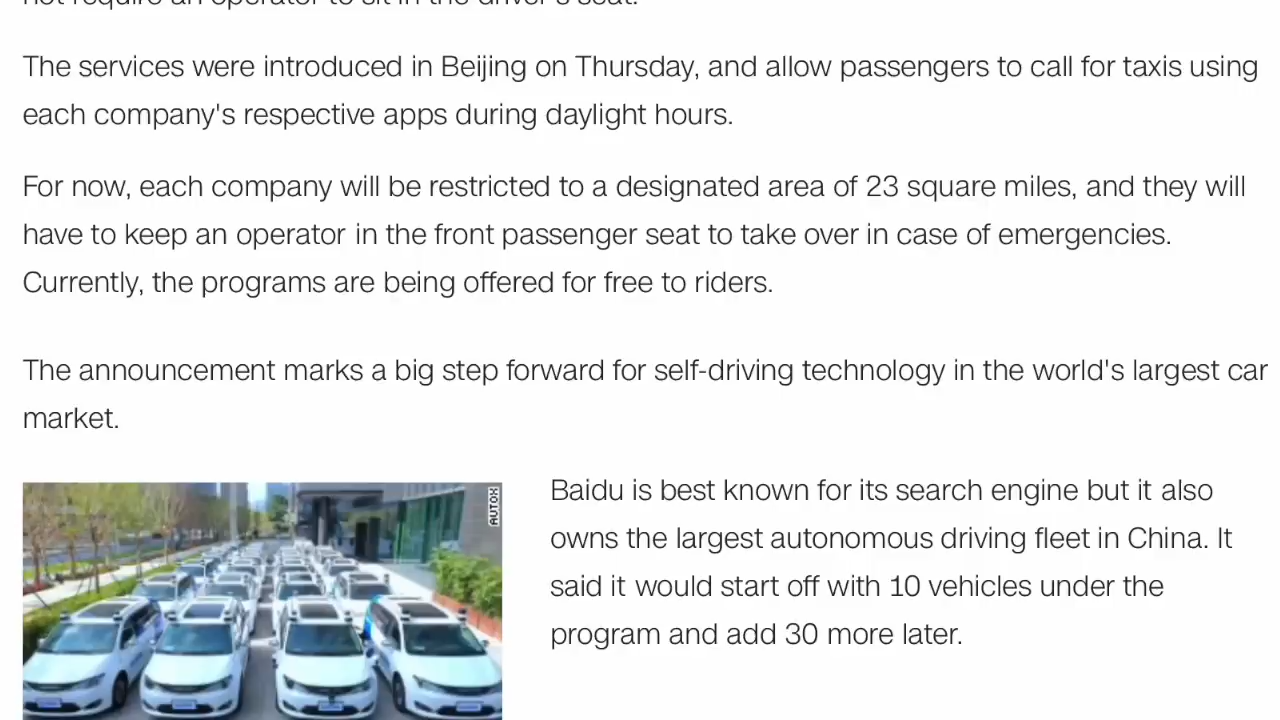 not require an operator to sit in the driver's seat.
The services were introduced in Beijing on Thursday, and allow passengers to call for taxis using
each company's respective apps during daylight hours.
For now, each company will be restricted to a designated area of 23 square miles, and they will
have to keep an operator in the front passenger seat to take over in case of emergencies.
Currently, the programs are being offered for free to riders.
The announcement marks a big step forward for self-driving technology in the world's largest car
market.
AUTOX
Baidu is best known for its search engine but it also
owns the largest autonomous driving fleet in China. It
said it would start off with 10 vehicles under the
program and add 30 more later.